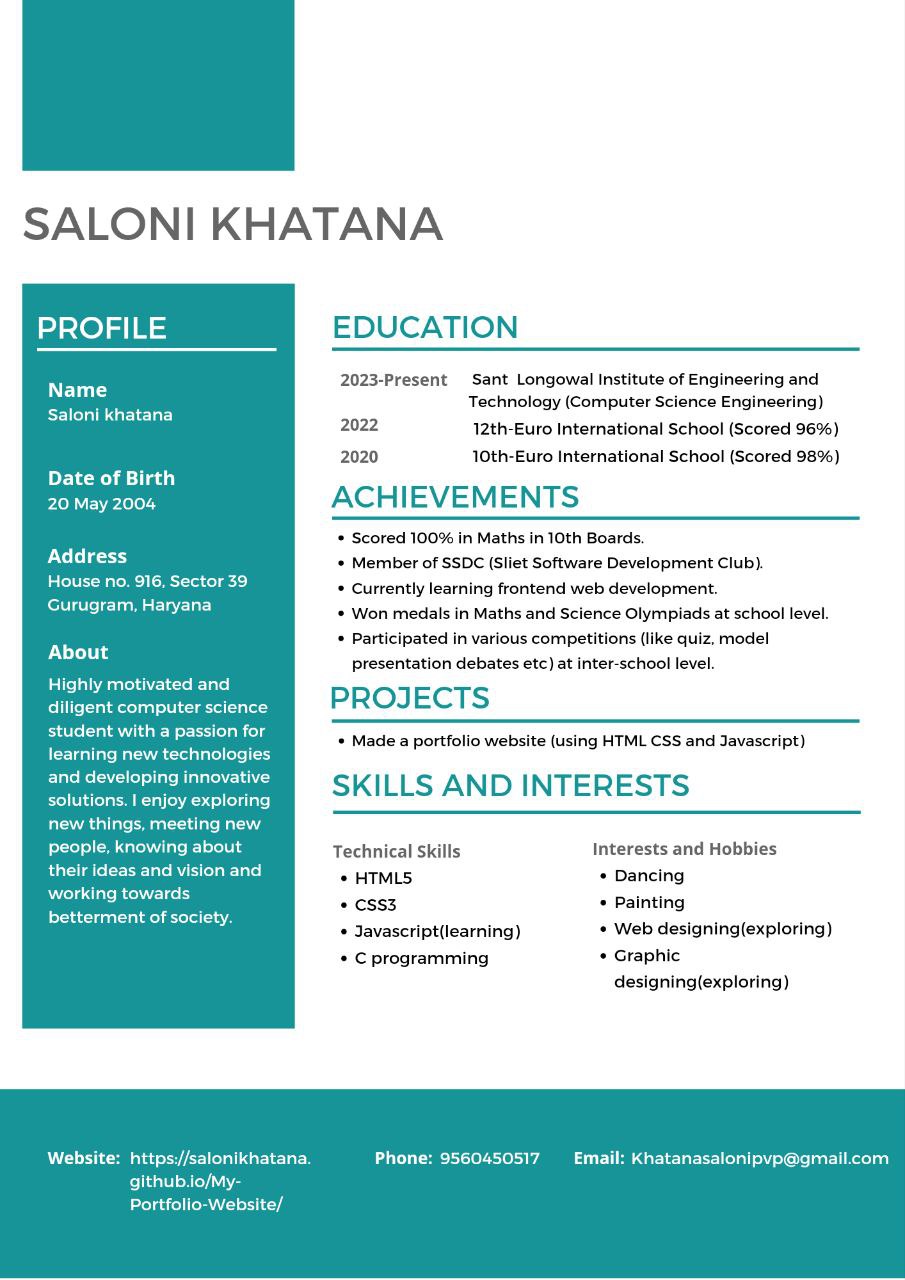 SALONI KHATANA
PROFILE
Name
Saloni khatana
Date of Birth
20 May 2004
Address
House no. 916, Sector 39
Gurugram, Haryana
About
Highly motivated and
diligent computer science
student with a passion for
learning new technologies
and developing innovative
solutions. I enjoy exploring
new things, meeting new
people, knowing about
their ideas and vision and
working towards
betterment of society.
EDUCATION
2023-Present Sant Longowal Institute of Engineering and
Technology (Computer Science Engineering)
2022 12th-Euro International School (Scored 96%)
2020 10th-Euro International School (Scored 98%)
ACHIEVEMENTS
• Scored 100% in Maths in 10th Boards.
• Member of SSDC (Sliet Software Development Club).
• Currently learning frontend web development.
• Won medals in Maths and Science Olympiads at school level.
• Participated in various competitions (like quiz, model
presentation debates etc) at inter-school level.
PROJECTS
• Made a portfolio website (using HTML CSS and Javascript)
SKILLS AND INTERESTS
Technical Skills
• HTML5
• CSS3
• Javascript(learning)
• C programming
Interests and Hobbies
• Dancing
• Painting
• Web designing(exploring)
• Graphic
designing(exploring)
Website: https://salonikhatana.
github.io/My-
Portfolio-Website/
Phone: 9560450517
Email: Khatanasalonipvp@gmail.com